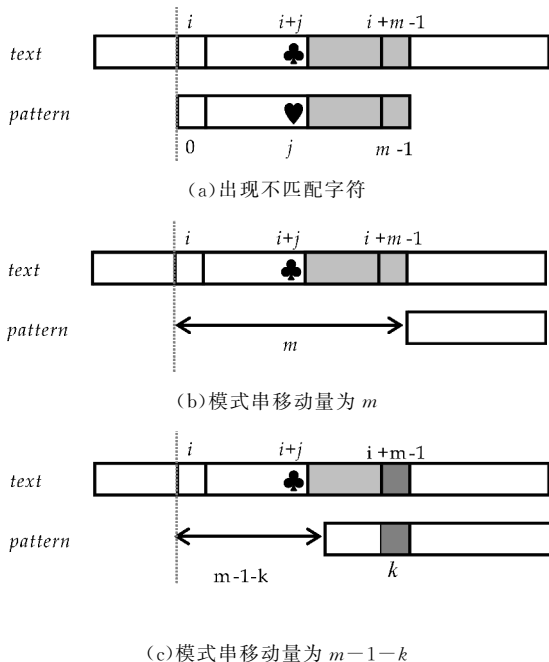 i i+j i+m-1
text ♣
pattern ♥
0 j m-1
(a)出现不匹配字符
i i+j i+m-1
text ♣
pattern
m
(b)模式串移动量为 m
i i+j i+m-1
text ♣
pattern
m-1-k k
(c)模式串移动量为 m－1－k